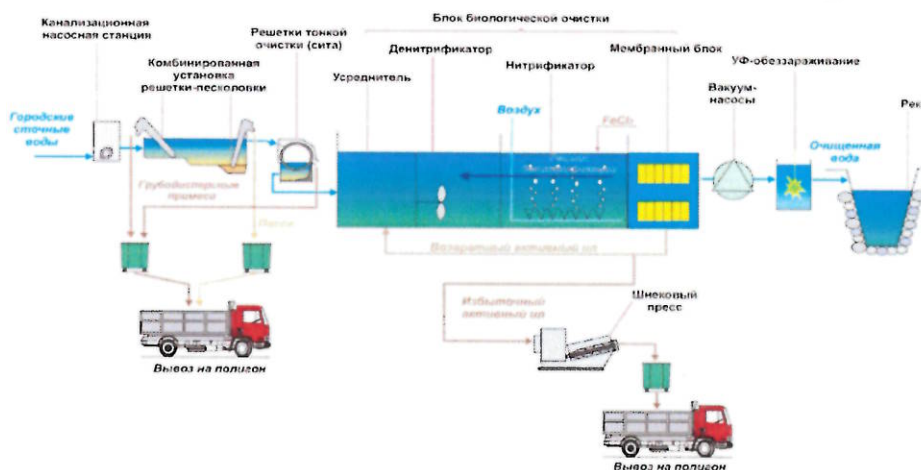 Канализационная
насосная станция
Комбинированная
установка
решетки-песколовки
Решетки тонкой
очистки (сита)
Блок биологической очистки
Усреднитель
Денитрификатор
Нитрификатор
Мембранный блок
УФ-обеззараживание
Вакуум-
насосы
Рек
Городские
сточные
воды
Воздух
FeCl₃
Очищенная
вода
Грубодисперсные
примеси
Песок
Возвратный активный ил
Избыточный
активный ил
Шнековый
пресс
Вывоз на полигон
Вывоз на полигон